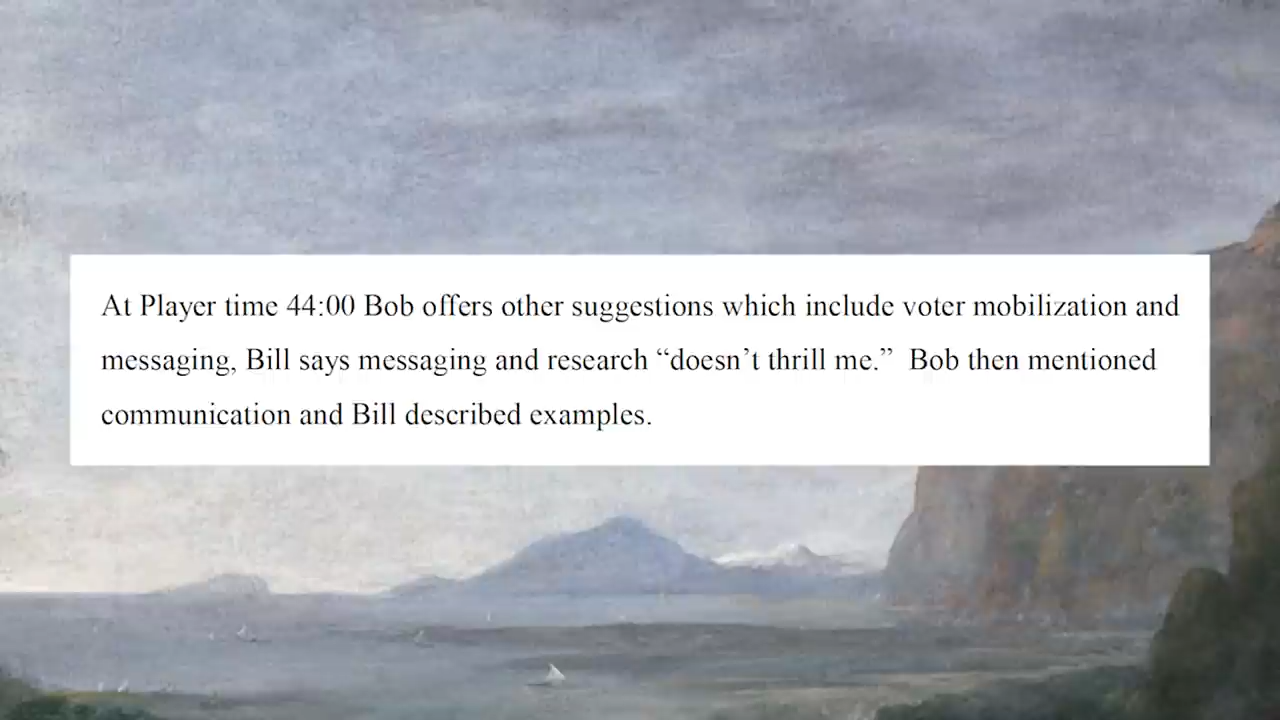 At Player time 44:00 Bob offers other suggestions which include voter mobilization and
messaging, Bill says messaging and research “doesn’t thrill me.”  Bob then mentioned
communication and Bill described examples.